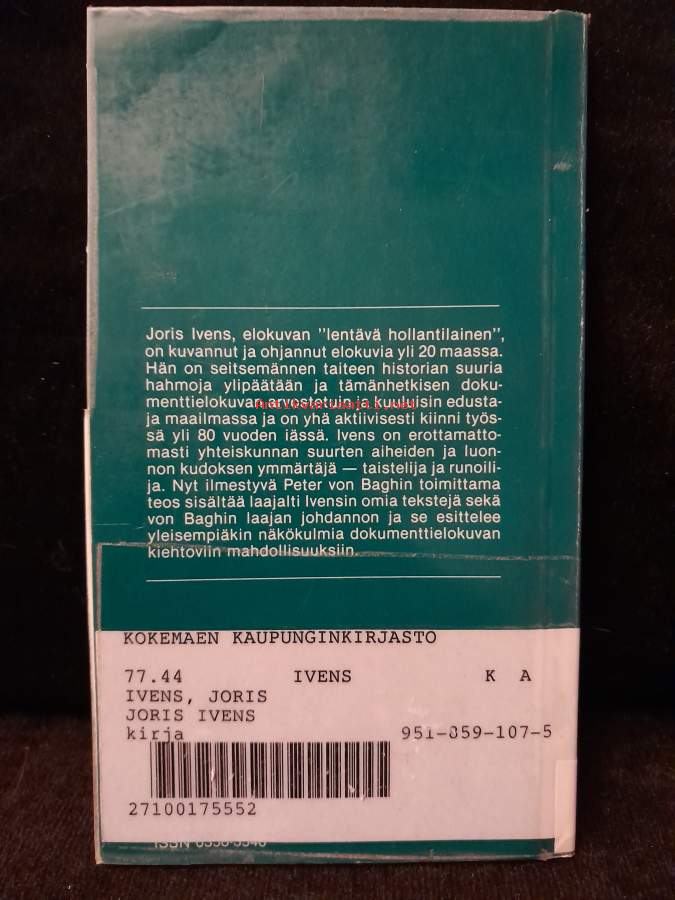 Joris Ivens, elokuvan "lentävä hollantilainen",
on kuvannut ja ohjannut elokuvia yli 20 maassa.
Hän on seitsemännen taiteen historian suuria
hahmoja ylipäätään ja tämänhetkisen doku-
menttielokuvan arvostetuin ja kuuluisin edusta-
ja maailmassa ja on yhä aktiivisesti kiinni työs-
sä yli 80 vuoden iässä. Ivens on erottamatto-
masti yhteiskunnan suurten aiheiden ja luon-
non kudoksen ymmärtäjä — taistelija ja runoili-
ja. Nyt ilmestyvä Peter von Baghin toimittama
teos sisältää laajalti Ivensin omia tekstejä sekä
von Baghin laajan johdannon ja se esittelee
yleisempiäkin näkökulmia dokumenttielokuvan
kiehtoviin mahdollisuuksiin.
KOKEMAEN KAUPUNGINKIRJASTO
77.44 IVENS K A
IVENS, JORIS
JORIS IVENS
kirja 951-859-107-5
27100175552
ISSN